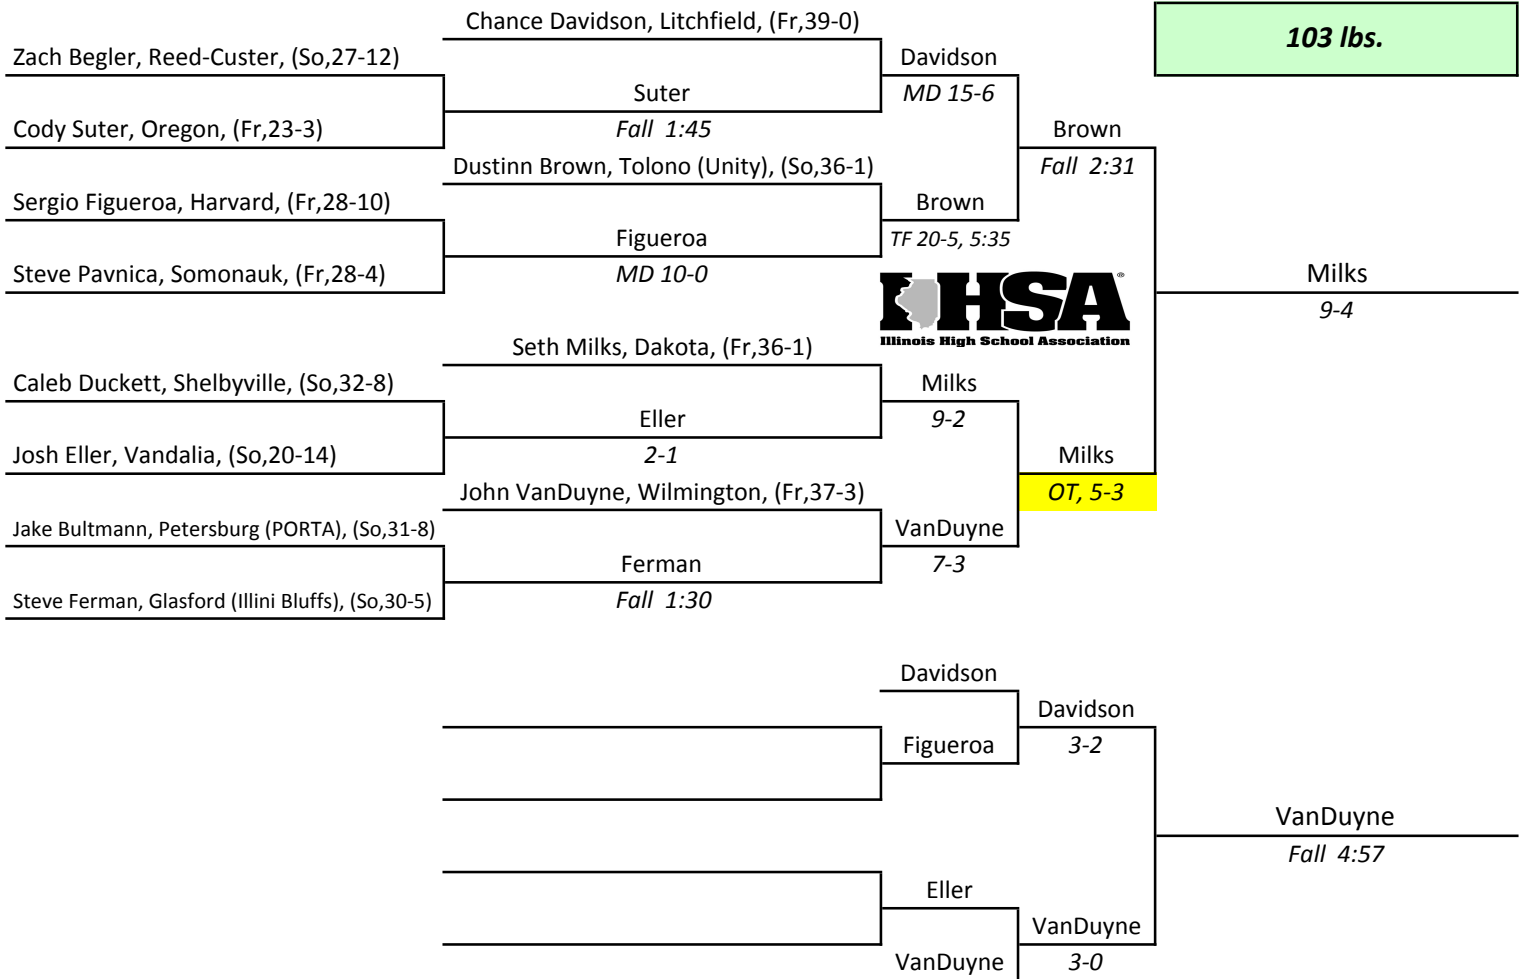 Chance Davidson, Litchfield, (Fr,39-0)
103 lbs.
Zach Begler, Reed-Custer, (So,27-12)
Davidson
Suter
MD 15-6
Cody Suter, Oregon, (Fr,23-3)
Fall 1:45
Brown
Dustinn Brown, Tolono (Unity), (So,36-1)
Fall 2:31
Sergio Figueroa, Harvard, (Fr,28-10)
Brown
Figueroa
TF 20-5, 5:35
Steve Pavnica, Somonauk, (Fr,28-4)
MD 10-0
Milks
9-4
IHSA
Illinois High School Association
Seth Milks, Dakota, (Fr,36-1)
Caleb Duckett, Shelbyville, (So,32-8)
Milks
Eller
9-2
Josh Eller, Vandalia, (So,20-14)
2-1
Milks
John VanDuyne, Wilmington, (Fr,37-3)
OT, 5-3
Jake Bultmann, Petersburg (PORTA), (So,31-8)
VanDuyne
Ferman
7-3
Steve Ferman, Glasford (Illini Bluffs), (So,30-5)
Fall 1:30
Davidson
Davidson
Figueroa
3-2
VanDuyne
Fall 4:57
Eller
VanDuyne
VanDuyne
3-0